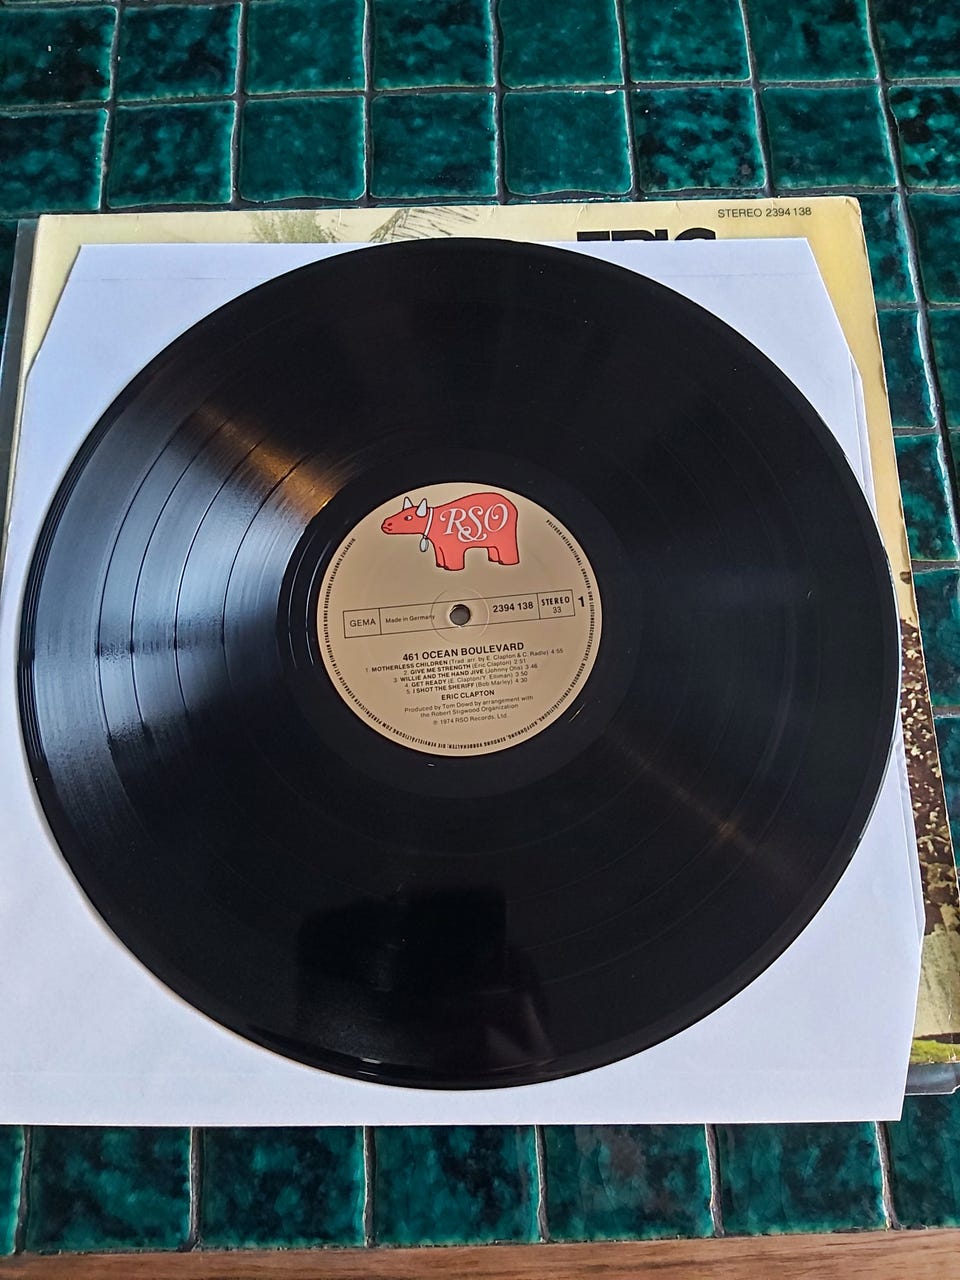 STEREO 2394138
ERIC
RSO
GEMA
Made in Germany
2394 138
STEREO
33
1
461 OCEAN BOULEVARD
1. MOTHERLESS CHILDREN (Trad. arr. by E. Clapton & C. Radle) 4'55
2. GIVE ME STRENGTH (Eric Clapton) 2'51
3. WILLIE AND THE HAND JIVE (Johnny Otis) 3'46
4. GET READY (E. Clapton/Y. Elliman) 3'50
5. I SHOT THE SHERIFF (Bob Marley) 4'30
ERIC CLAPTON
Produced by Tom Dowd by arrangement with
the Robert Stigwood Organization
℗ 1974 RSO Records, Ltd.